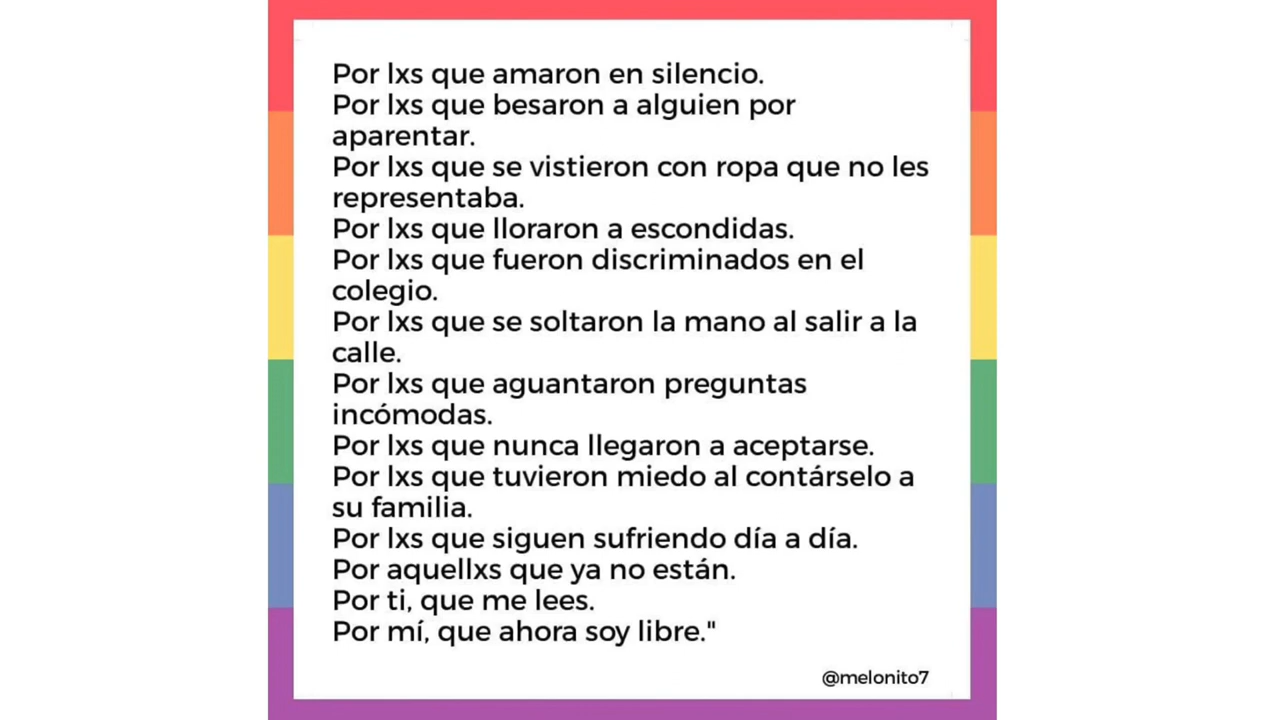 Por lxs que amaron en silencio.
Por lxs que besaron a alguien por
aparentar.
Por lxs que se vistieron con ropa que no les
representaba.
Por lxs que lloraron a escondidas.
Por lxs que fueron discriminados en el
colegio.
Por lxs que se soltaron la mano al salir a la
calle.
Por lxs que aguantaron preguntas
incómodas.
Por lxs que nunca llegaron a aceptarse.
Por lxs que tuvieron miedo al contárselo a
su familia.
Por lxs que siguen sufriendo día a día.
Por aquellxs que ya no están.
Por ti, que me lees.
Por mí, que ahora soy libre."
@melonito7